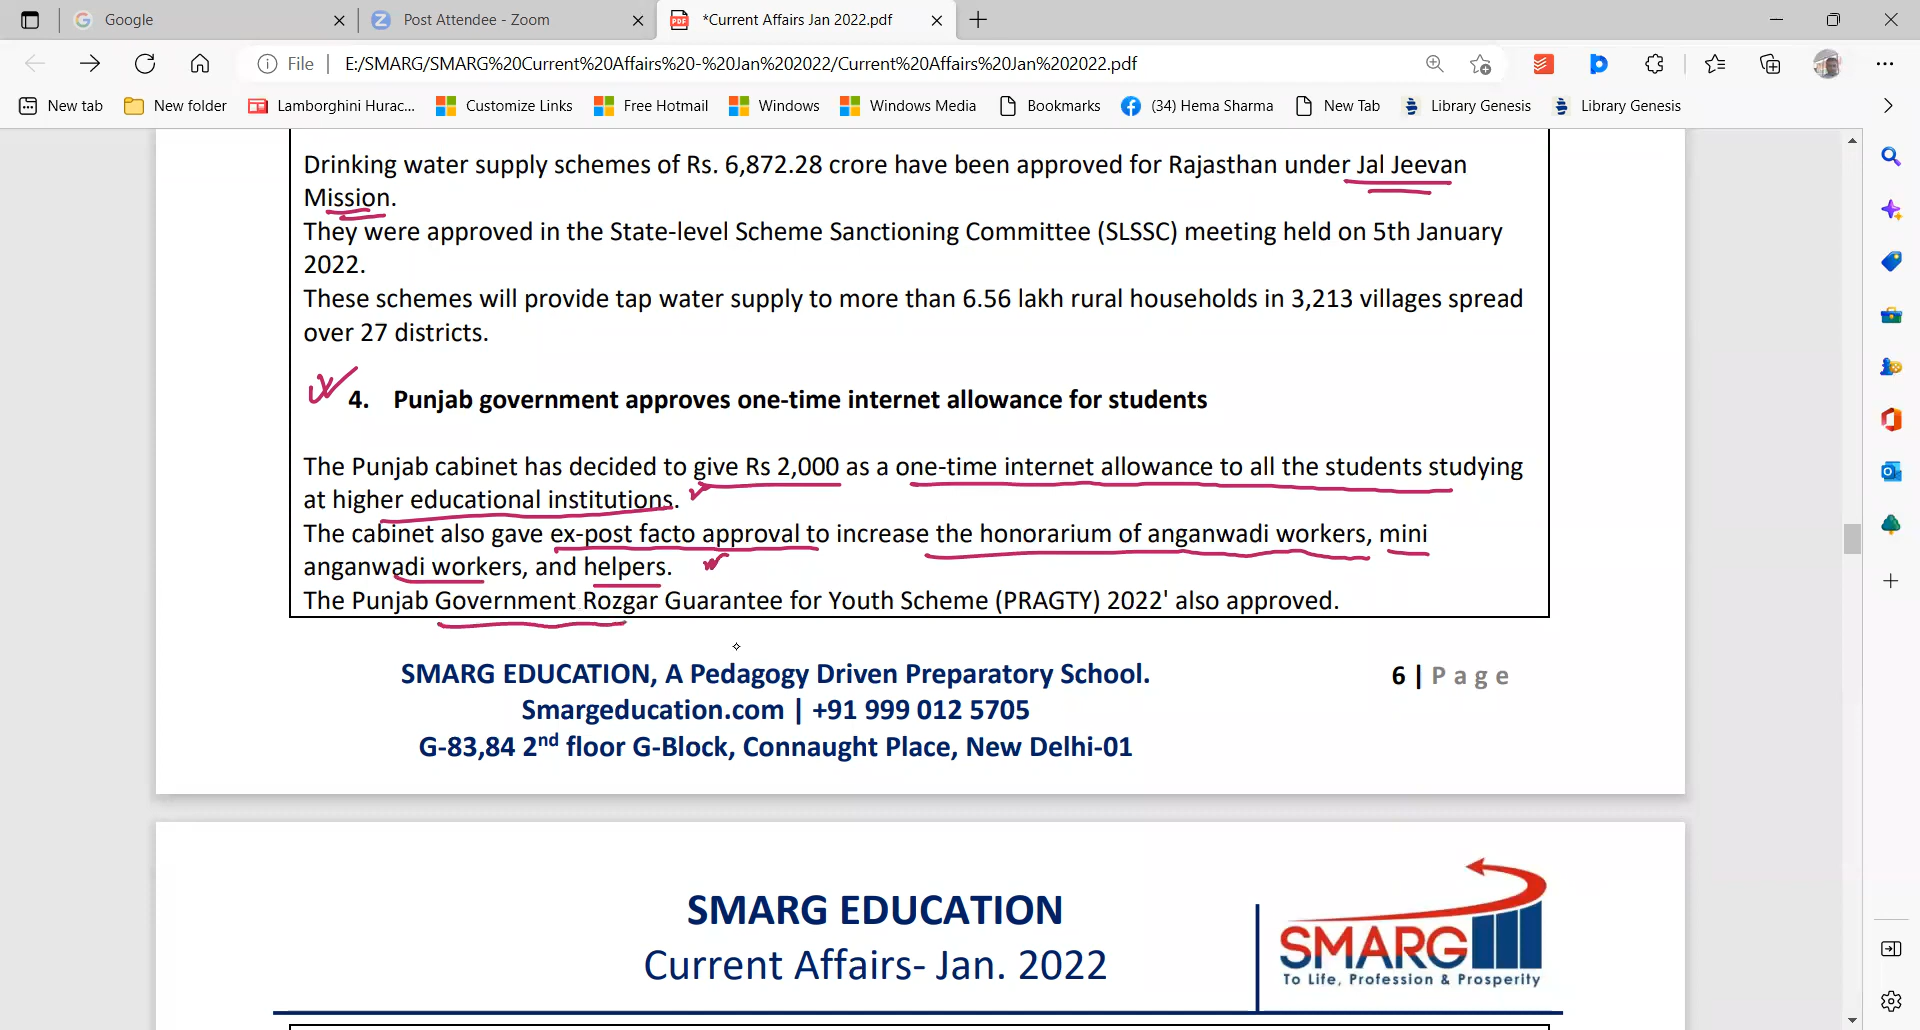 Google
Post Attendee - Zoom
*Current Affairs Jan 2022.pdf
File
E:/SMARG/SMARG%20Current%20Affairs%20-%20Jan%202022/Current%20Affairs%20Jan%202022.pdf
New tab
New folder
Lamborghini Hurac...
Customize Links
Free Hotmail
Windows
Windows Media
Bookmarks
(34) Hema Sharma
New Tab
Library Genesis
Library Genesis
Drinking water supply schemes of Rs. 6,872.28 crore have been approved for Rajasthan under Jal Jeevan
Mission.
They were approved in the State-level Scheme Sanctioning Committee (SLSSC) meeting held on 5th January
2022.
These schemes will provide tap water supply to more than 6.56 lakh rural households in 3,213 villages spread
over 27 districts.
4. Punjab government approves one-time internet allowance for students
The Punjab cabinet has decided to give Rs 2,000 as a one-time internet allowance to all the students studying
at higher educational institutions.
The cabinet also gave ex-post facto approval to increase the honorarium of anganwadi workers, mini
anganwadi workers, and helpers.
The Punjab Government Rozgar Guarantee for Youth Scheme (PRAGTY) 2022' also approved.
SMARG EDUCATION, A Pedagogy Driven Preparatory School.
6 | Page
Smargeducation.com | +91 999 012 5705
G-83,84 2nd floor G-Block, Connaught Place, New Delhi-01
SMARG EDUCATION
Current Affairs- Jan. 2022
SMARG
To Life, Profession & Prosperity